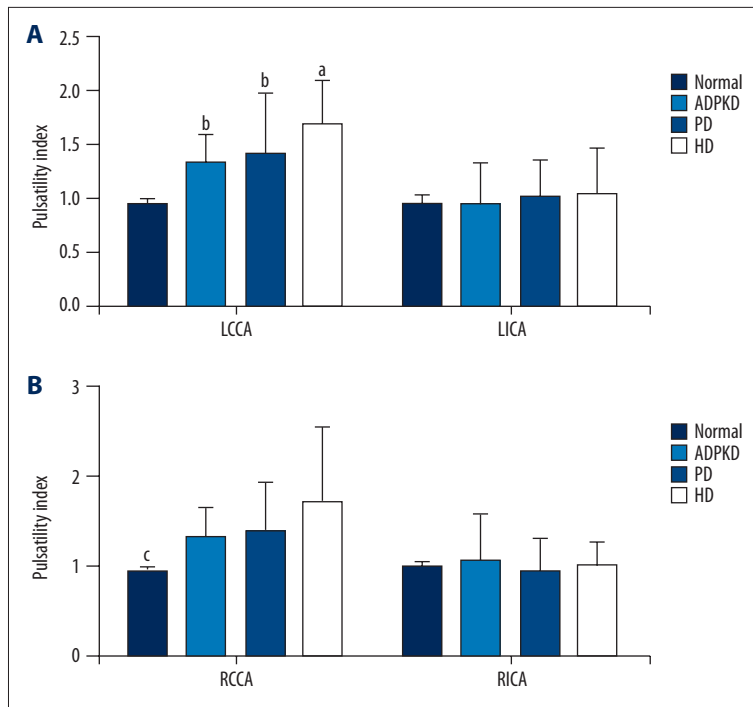 A
Pulsatility index
2.5
2.0
1.5
1.0
0.5
0.0
b
b
a
LCCA
LICA
Normal
ADPKD
PD
HD
B
Pulsatility index
3
2
1
0
c
RCCA
RICA
Normal
ADPKD
PD
HD